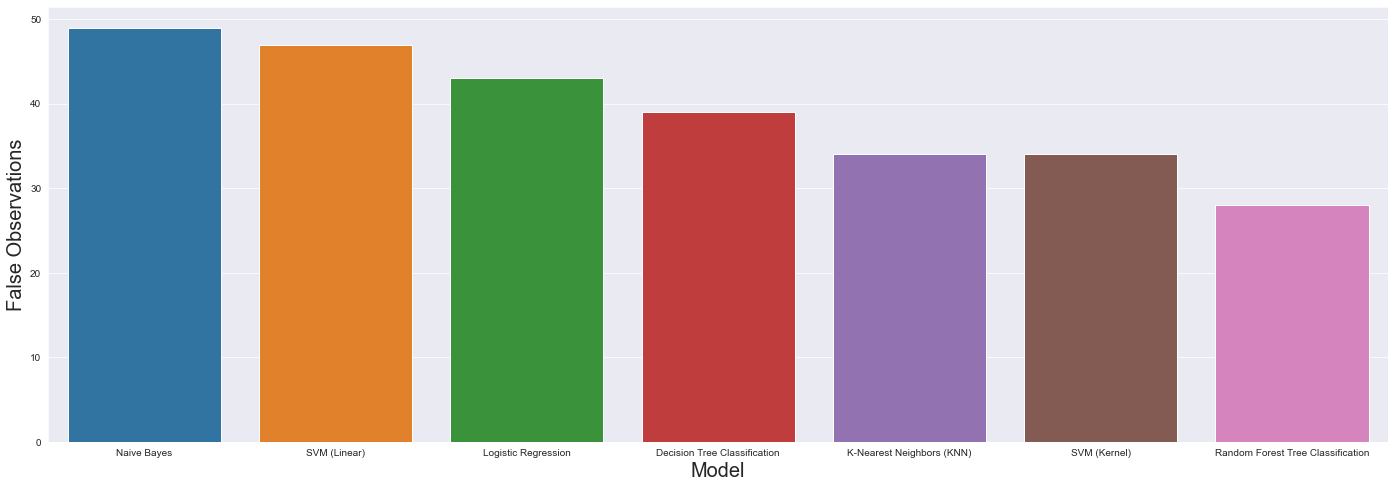 False Observations
50
40
30
20
10
0
Naive Bayes
SVM (Linear)
Logistic Regression
Decision Tree Classification
K-Nearest Neighbors (KNN)
SVM (Kernel)
Random Forest Tree Classification
Model